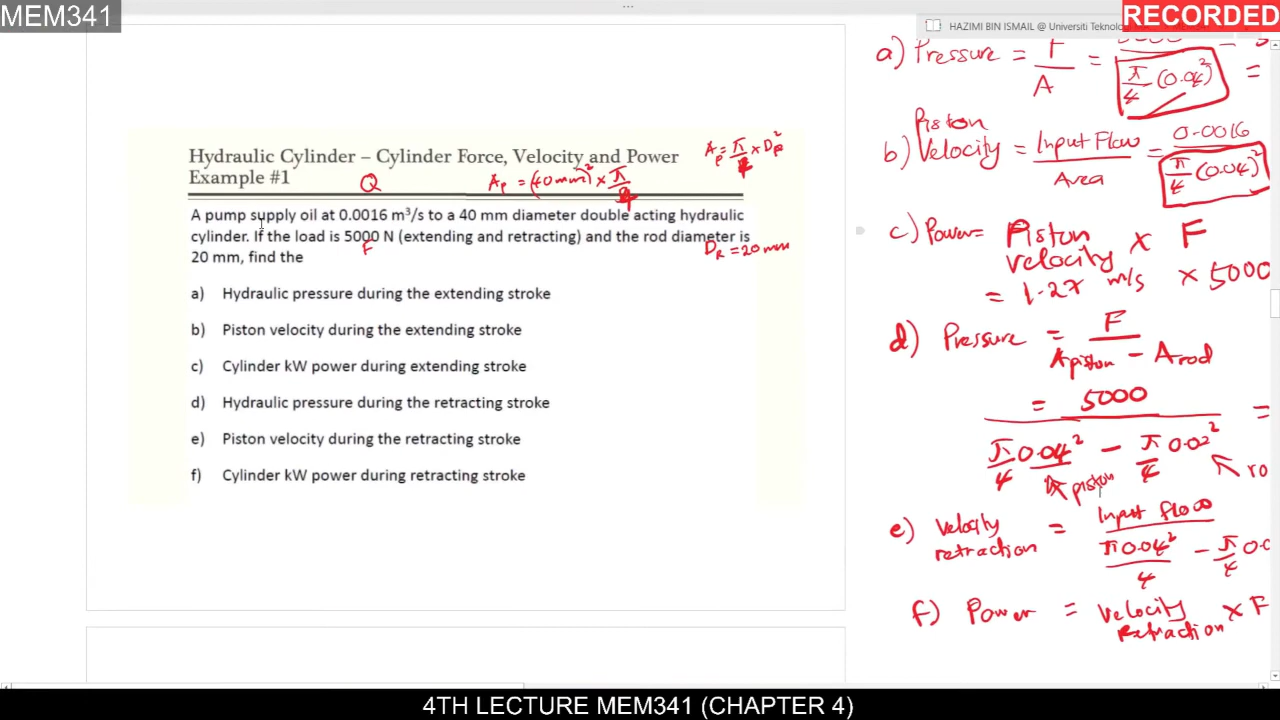 MEM341
RECORDED
HAZIMI BIN ISMAIL @ Universiti Teknolog
Hydraulic Cylinder – Cylinder Force, Velocity and Power
Example #1
Q
Ap = (40mm)² × π/4
Ap = π/4 × Dp²
A pump supply oil at 0.0016 m³/s to a 40 mm diameter double acting hydraulic
cylinder. If the load is 5000 N (extending and retracting) and the rod diameter is
F
DR = 20mm
20 mm, find the
a) Hydraulic pressure during the extending stroke
b) Piston velocity during the extending stroke
c) Cylinder kW power during extending stroke
d) Hydraulic pressure during the retracting stroke
e) Piston velocity during the retracting stroke
f) Cylinder kW power during retracting stroke
a) Pressure = F/A = π/4 (0.04²) =
b) Piston Velocity = Input Flow / Area = 0.0016 / π/4 (0.04²)
c) Power = Piston velocity × F
= 1.27 m/s × 5000
d) Pressure = F / Apiston - Arod
= 5000 / π/4 0.04² - π/4 0.02² =
piston
e) Velocity retraction = Input flow / π0.04²/4 - π/4 0.0
f) Power = Velocity retraction × F
4TH LECTURE MEM341 (CHAPTER 4)